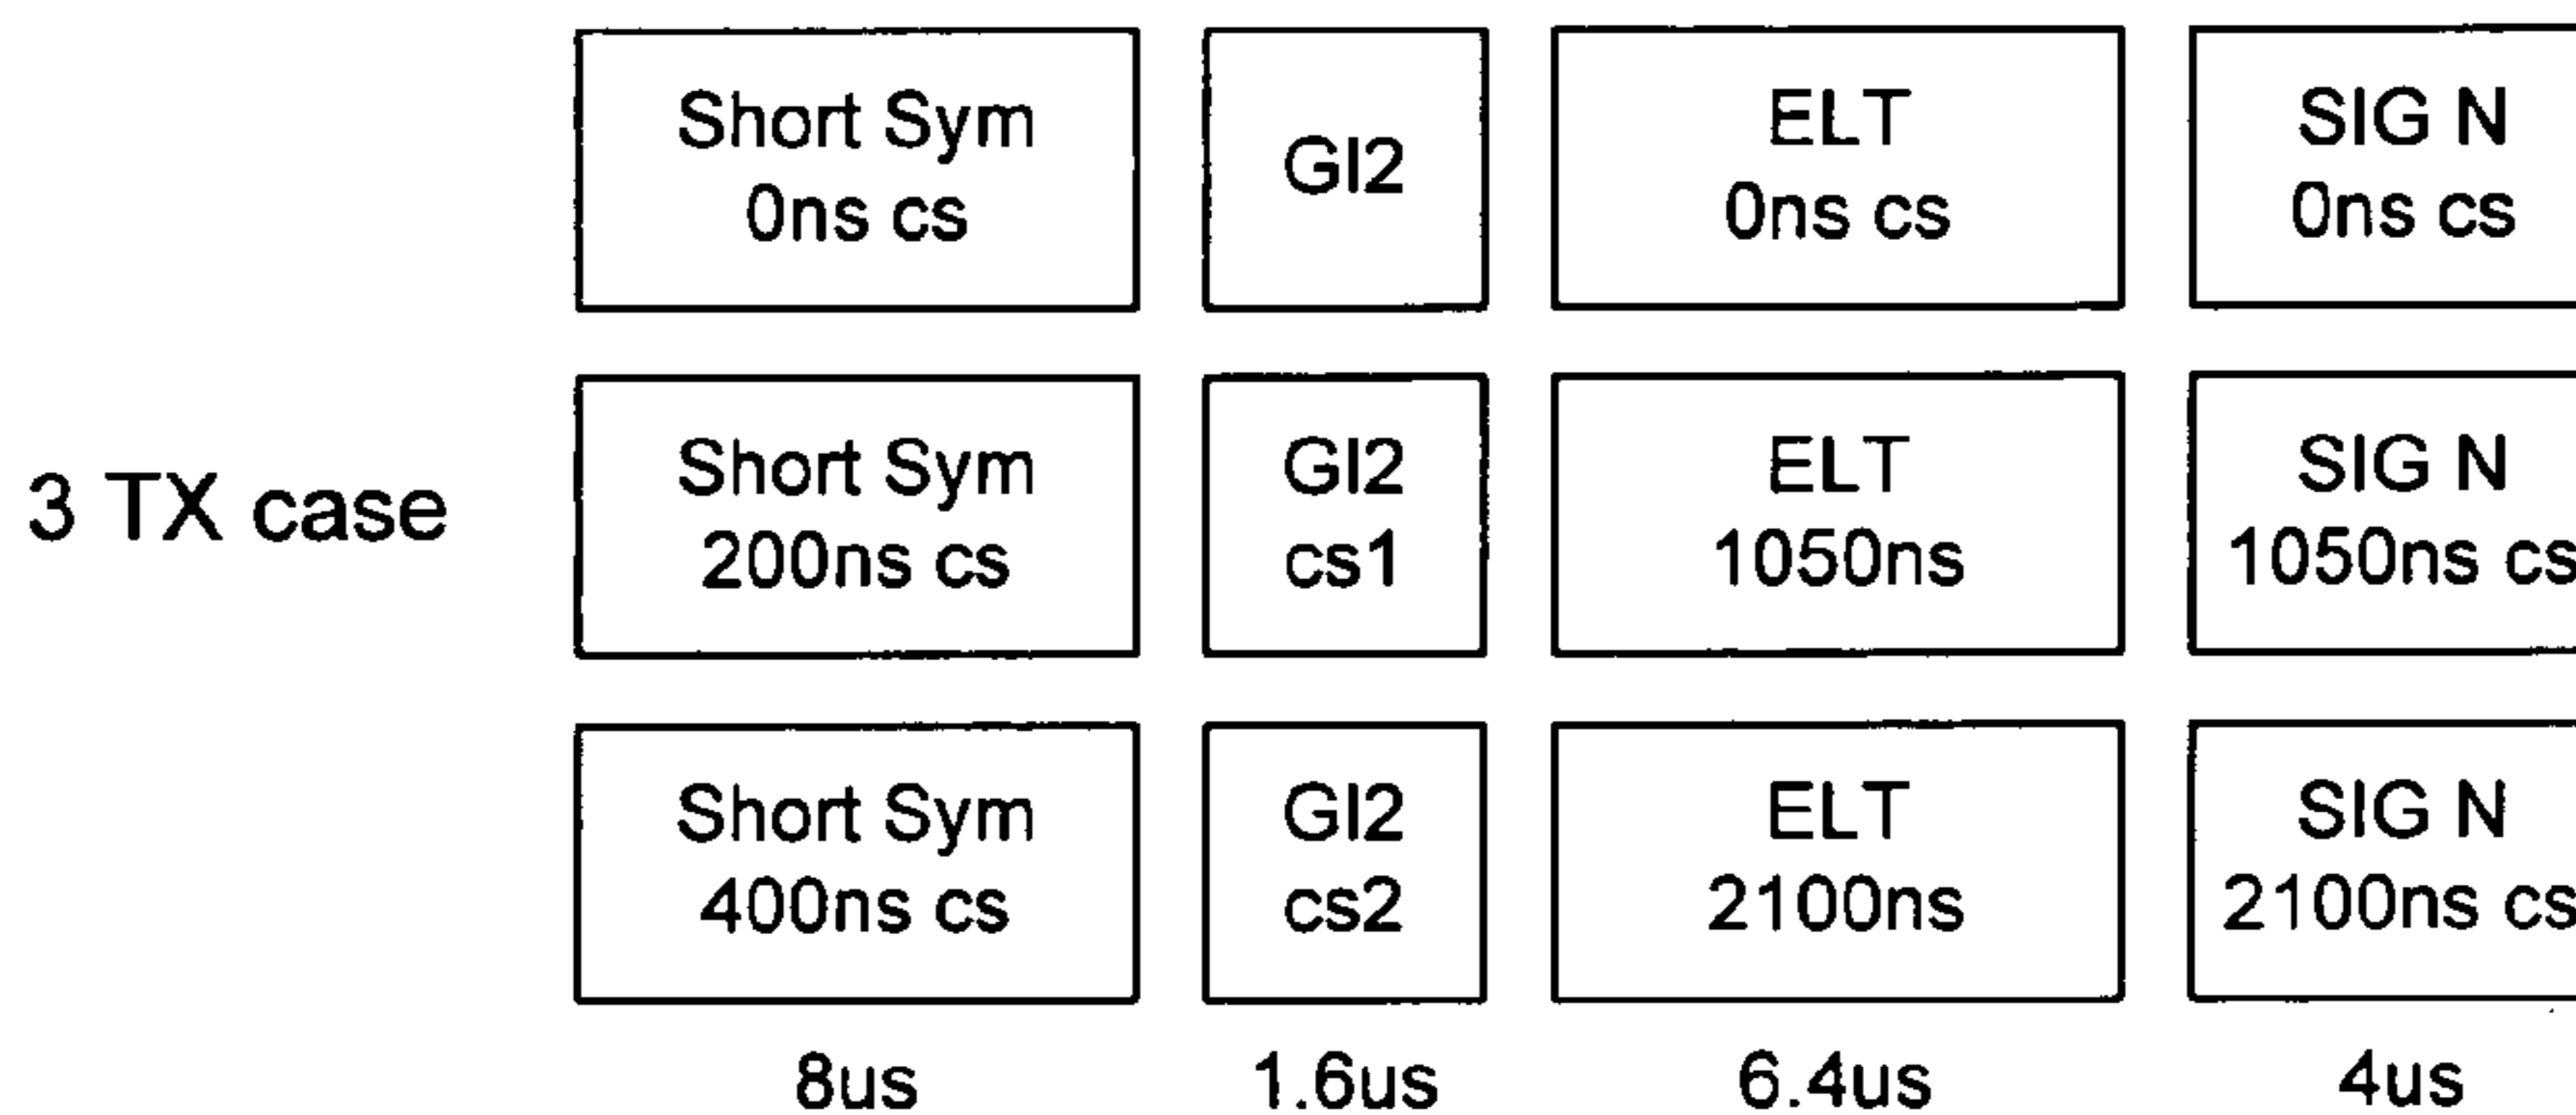 Short Sym
0ns cs
GI2
ELT
0ns cs
SIG N
0ns cs
3 TX case
Short Sym
200ns cs
GI2
cs1
ELT
1050ns
SIG N
1050ns cs
Short Sym
400ns cs
GI2
cs2
ELT
2100ns
SIG N
2100ns cs
8us
1.6us
6.4us
4us